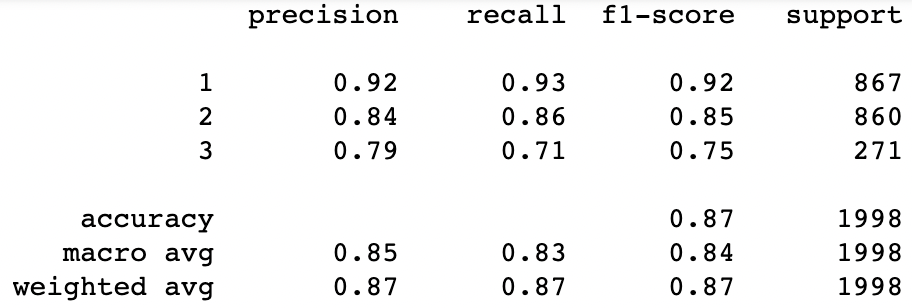 precision recall f1-score support
1 0.92 0.93 0.92 867
2 0.84 0.86 0.85 860
3 0.79 0.71 0.75 271
accuracy 0.87 1998
macro avg 0.85 0.83 0.84 1998
weighted avg 0.87 0.87 0.87 1998